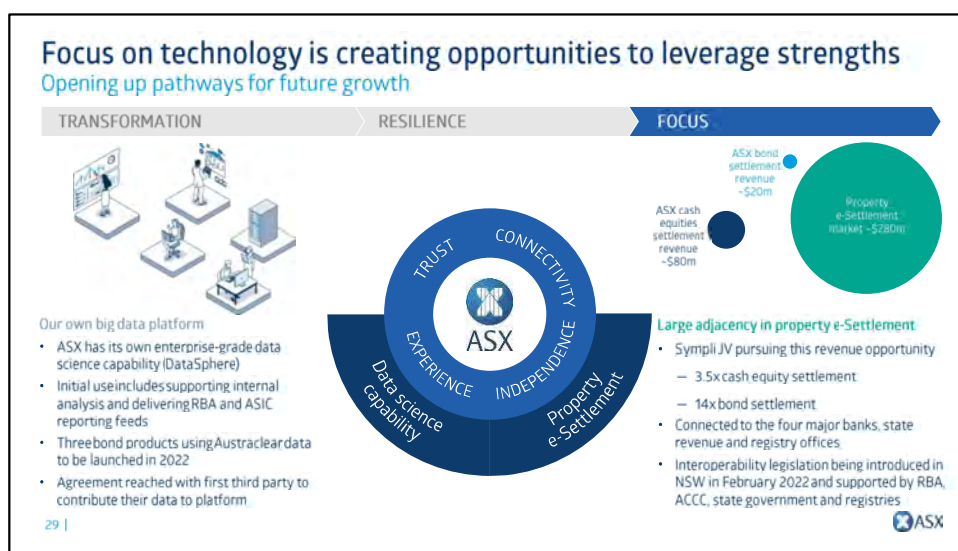 Focus on technology is creating opportunities to leverage strengths
Opening up pathways for future growth
TRANSFORMATION
RESILIENCE
FOCUS
Our own big data platform
• ASX has its own enterprise-grade data
science capability (DataSphere)
• Initial use includes supporting internal
analysis and delivering RBA and ASIC
reporting feeds
• Three bond products using Austraclear data
to be launched in 2022
• Agreement reached with first third party to
contribute their data to platform
TRUST
CONNECTIVITY
EXPERIENCE
INDEPENDENCE
ASX
Data science
capability
Property
e-Settlement
ASX bond
settlement
revenue
~$20m
ASX cash
equities
settlement
revenue
~$80m
Property
e-Settlement
market ~$280m
Large adjacency in property e-Settlement
• Sympli JV pursuing this revenue opportunity
– 3.5x cash equity settlement
– 14x bond settlement
• Connected to the four major banks, state
revenue and registry offices
• Interoperability legislation being introduced in
NSW in February 2022 and supported by RBA,
ACCC, state government and registries
29 |
ASX